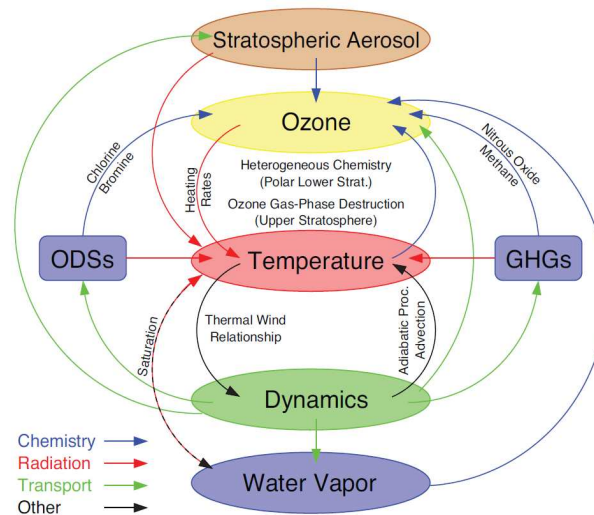 Stratospheric Aerosol
Ozone
Chlorine
Bromine
Nitrous Oxide
Methane
Heating
Rates
Heterogeneous Chemistry
(Polar Lower Strat.)
Ozone Gas-Phase Destruction
(Upper Stratosphere)
ODSs
Temperature
GHGs
Saturation
Thermal Wind
Relationship
Adiabatic Proc.
Advection
Dynamics
Chemistry
Radiation
Transport
Other
Water Vapor